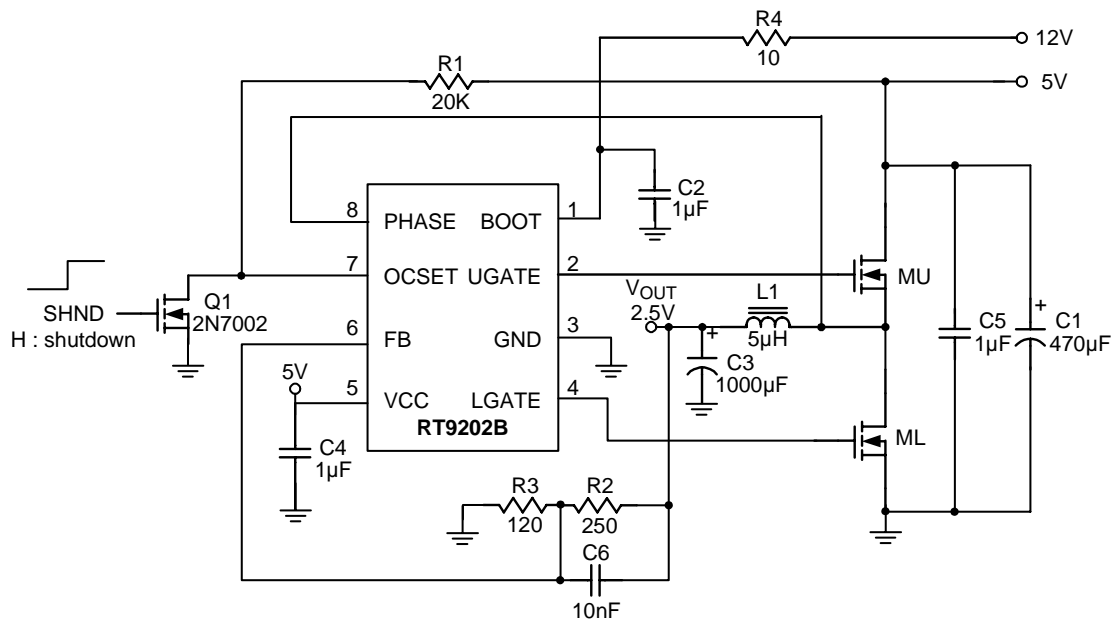 R4
10
12V
R1
20K
5V
C2
1µF
8
PHASE
BOOT
1
7
OCSET
UGATE
2
MU
SHND
H : shutdown
Q1
2N7002
6
FB
GND
3
VOUT
2.5V
L1
5µH
+
C3
1000µF
C5
1µF
+
C1
470µF
5V
5
VCC
LGATE
4
RT9202B
ML
C4
1µF
R3
120
R2
250
C6
10nF